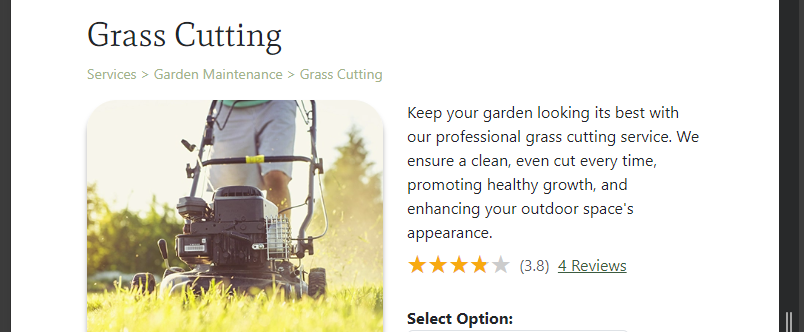 Grass Cutting
Services > Garden Maintenance > Grass Cutting
Keep your garden looking its best with
our professional grass cutting service. We
ensure a clean, even cut every time,
promoting healthy growth, and
enhancing your outdoor space's
appearance.
(3.8) 4 Reviews
Select Option: